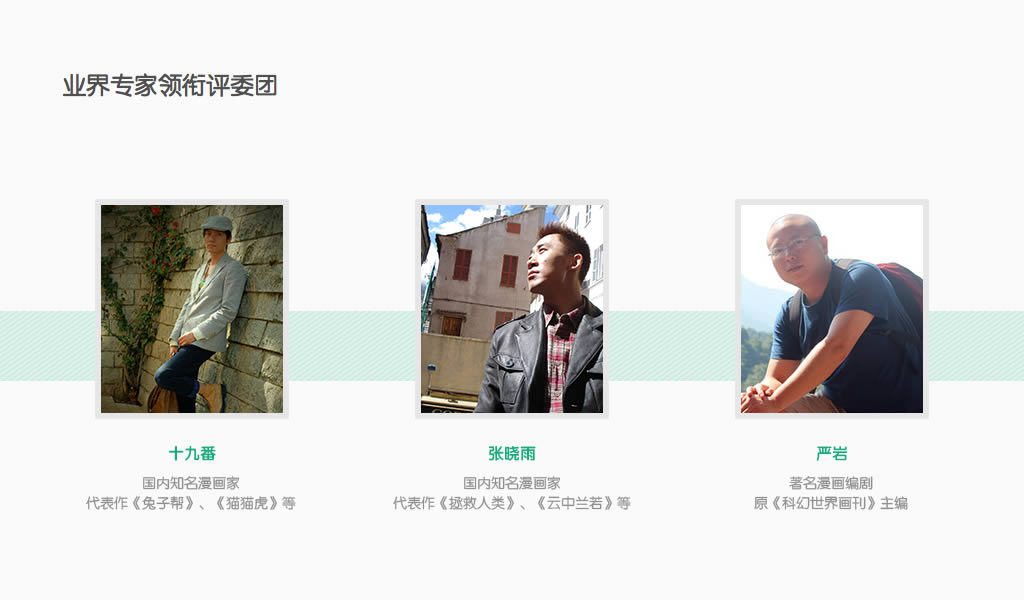 业界专家领衔评委团
十九番
国内知名漫画家
代表作《兔子帮》、《猫猫虎》等
张晓雨
国内知名漫画家
代表作《拯救人类》、《云中兰若》等
严岩
著名漫画编剧
原《科幻世界画刊》主编